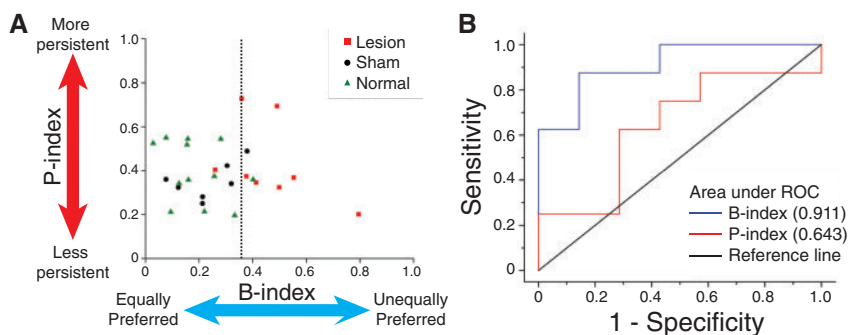 A
More
persistent
P-index
Less
persistent
1.0
0.8
0.6
0.4
0.2
0
0
0.2
0.4
0.6
0.8
1.0
Lesion
Sham
Normal
Equally
Preferred
B-index
Unequally
Preferred
B
Sensitivity
1.0
0.8
0.6
0.4
0.2
0
0
0.2
0.4
0.6
0.8
1.0
Area under ROC
B-index (0.911)
P-index (0.643)
Reference line
1 - Specificity